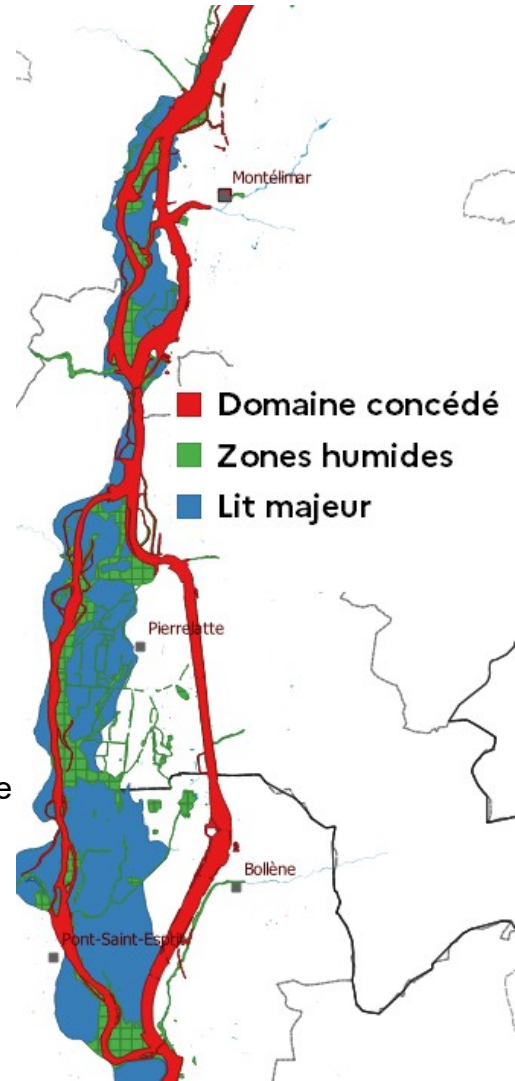 Montélimar
Domaine concédé
Zones humides
Lit majeur
Pierrelatte
e
Bollène
Pont-Saint-Esprit